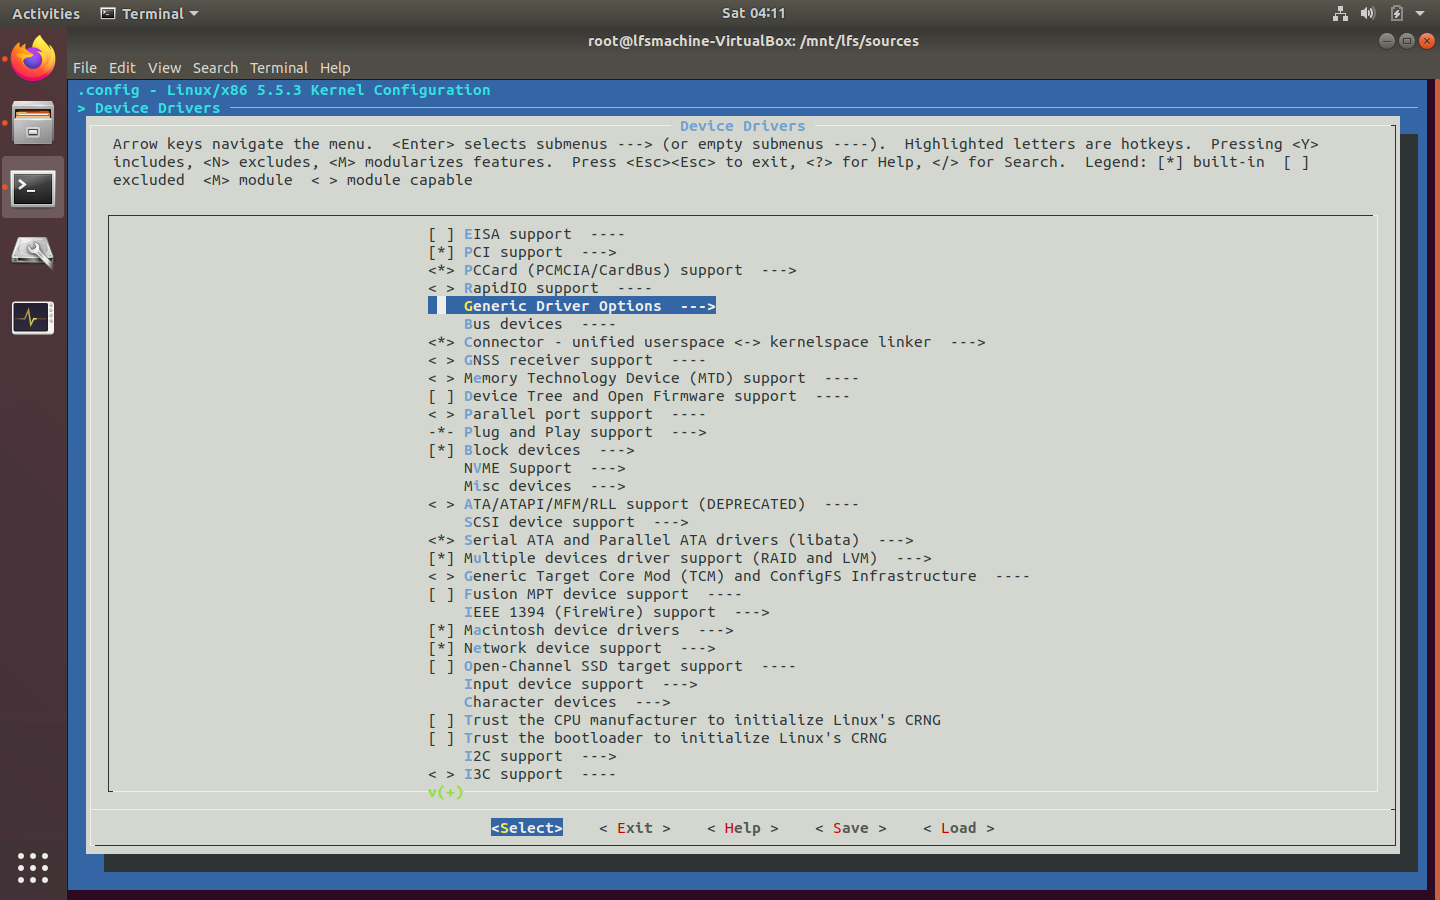 Activities Terminal Sat 04:11
root@lfsmachine-VirtualBox: /mnt/lfs/sources
File Edit View Search Terminal Help
.config - Linux/x86 5.5.3 Kernel Configuration
> Device Drivers
Device Drivers
Arrow keys navigate the menu.  <Enter> selects submenus ---> (or empty submenus ----).  Highlighted letters are hotkeys.  Pressing <Y>
includes, <N> excludes, <M> modularizes features.  Press <Esc><Esc> to exit, <?> for Help, </> for Search.  Legend: [*] built-in  [ ]
excluded  <M> module  < > module capable
[ ] EISA support  ----
[*] PCI support  --->
<*> PCCard (PCMCIA/CardBus) support  --->
< > RapidIO support  ----
Generic Driver Options  --->
Bus devices  ----
<*> Connector - unified userspace <-> kernelspace linker  --->
< > GNSS receiver support  ----
< > Memory Technology Device (MTD) support  ----
[ ] Device Tree and Open Firmware support  ----
< > Parallel port support  ----
-*- Plug and Play support  --->
[*] Block devices  --->
NVME Support  --->
Misc devices  --->
< > ATA/ATAPI/MFM/RLL support (DEPRECATED)  ----
SCSI device support  --->
<*> Serial ATA and Parallel ATA drivers (libata)  --->
[*] Multiple devices driver support (RAID and LVM)  --->
< > Generic Target Core Mod (TCM) and ConfigFS Infrastructure  ----
[ ] Fusion MPT device support  ----
IEEE 1394 (FireWire) support  --->
[*] Macintosh device drivers  --->
[*] Network device support  --->
[ ] Open-Channel SSD target support  ----
Input device support  --->
Character devices  --->
[ ] Trust the CPU manufacturer to initialize Linux's CRNG
[ ] Trust the bootloader to initialize Linux's CRNG
I2C support  --->
< > I3C support  ----
v(+)
<Select>    < Exit >    < Help >    < Save >    < Load >